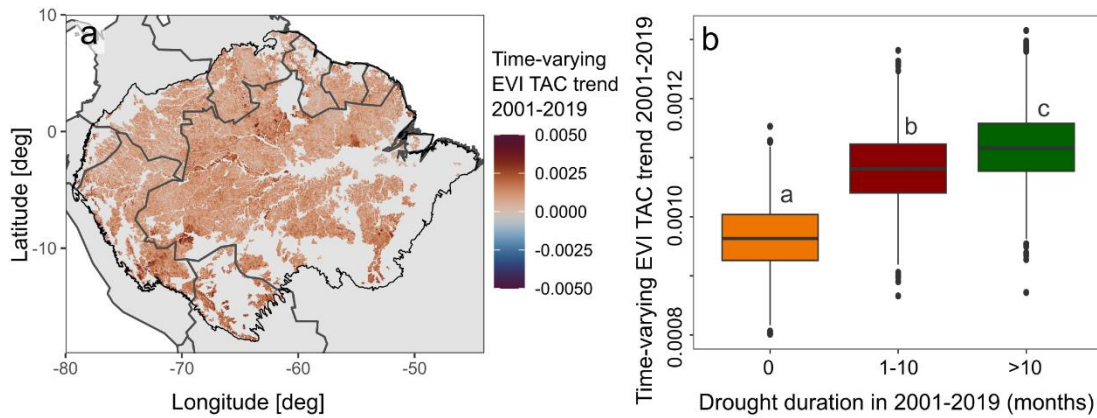 a
10
0
-10
-80
-70
-60
-50
Latitude [deg]
Longitude [deg]
Time-varying
EVI TAC trend
2001-2019
0.0050
0.0025
0.0000
-0.0025
-0.0050
b
Time-varying EVI TAC trend 2001-2019
0.0012
0.0010
0.0008
a
b
c
0
1-10
>10
Drought duration in 2001-2019 (months)